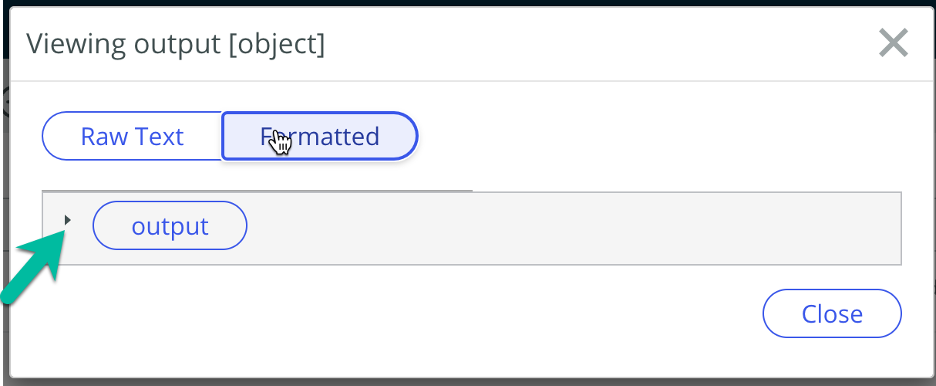 Viewing output [object]
Raw Text
Formatted
output
Close